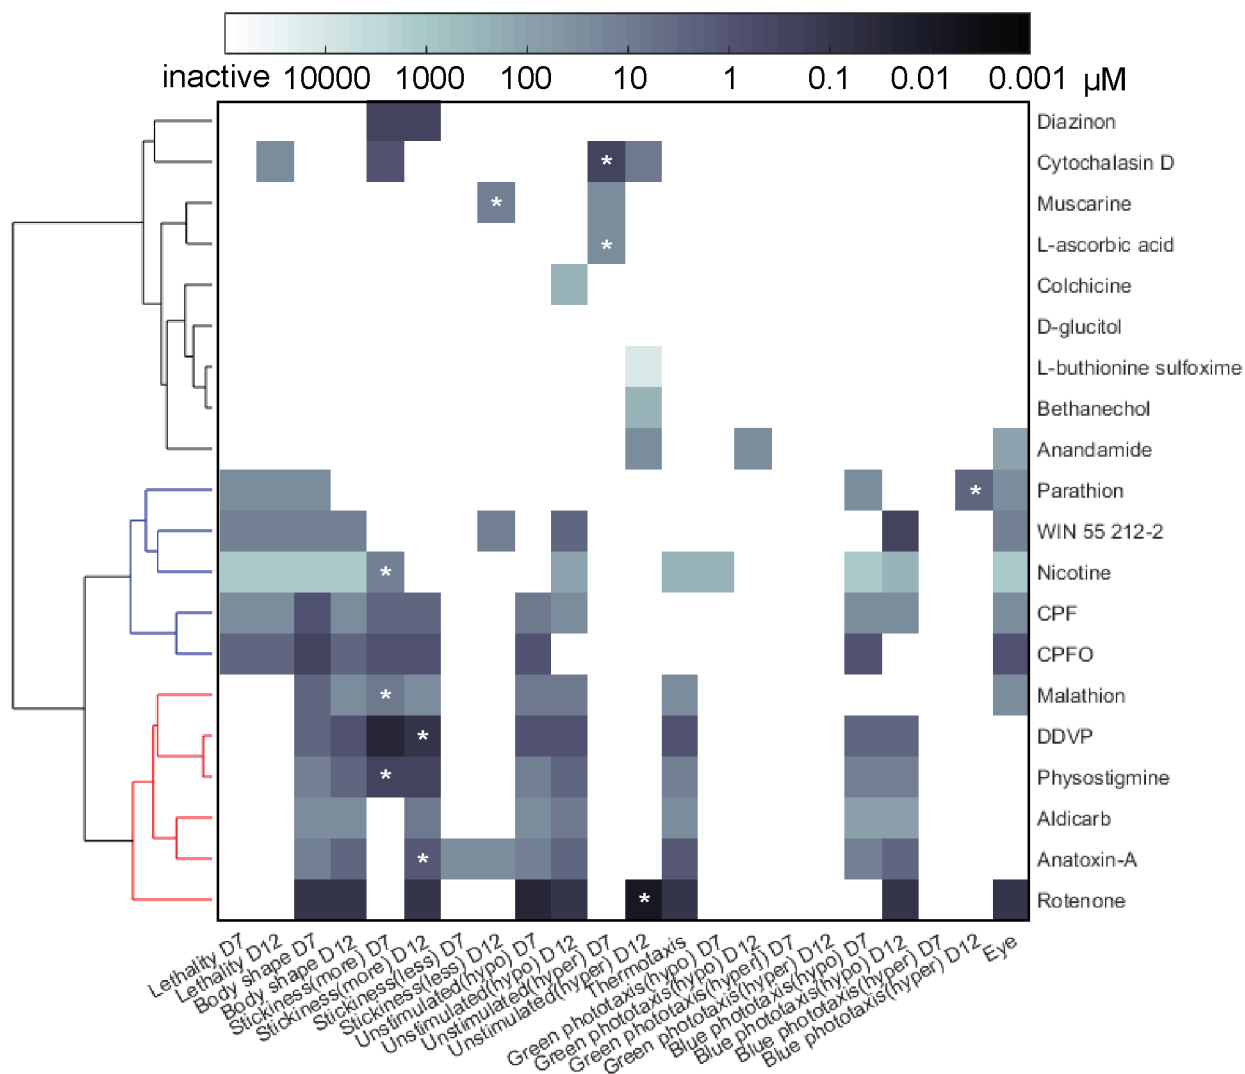 inactive 10000 1000 100 10 1 0.1 0.01 0.001 µM
Diazinon
Cytochalasin D
*
Muscarine
*
L-ascorbic acid
*
Colchicine
D-glucitol
L-buthionine sulfoxime
Bethanechol
Anandamide
Parathion
*
WIN 55 212-2
Nicotine
*
CPF
CPFO
Malathion
*
DDVP
*
Physostigmine
*
Aldicarb
Anatoxin-A
*
Rotenone
*
Lethality D7
Lethality D12
Body shape D7
Body shape D12
Stickiness(more) D7
Stickiness(more) D12
Stickiness(less) D7
Stickiness(less) D12
Unstimulated(hypo) D7
Unstimulated(hypo) D12
Unstimulated(hyper) D7
Unstimulated(hyper) D12
Thermotaxis
Green phototaxis(hypo) D7
Green phototaxis(hypo) D12
Green phototaxis(hyper]) D7
Green phototaxis(hyper) D12
Blue phototaxis(hypo) D7
Blue phototaxis(hypo) D12
Blue phototaxis(hyper) D7
Blue phototaxis(hyper) D12
Eye